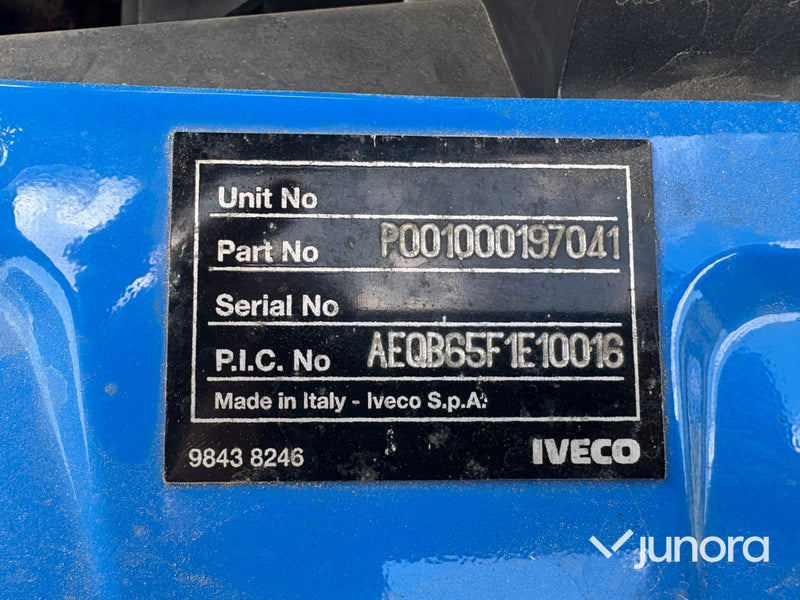 Unit No
Part No P001000197041
Serial No
P.I.C. No AEQB65F1E10016
Made in Italy - Iveco S.p.A.
9843 8246 IVECO
junora